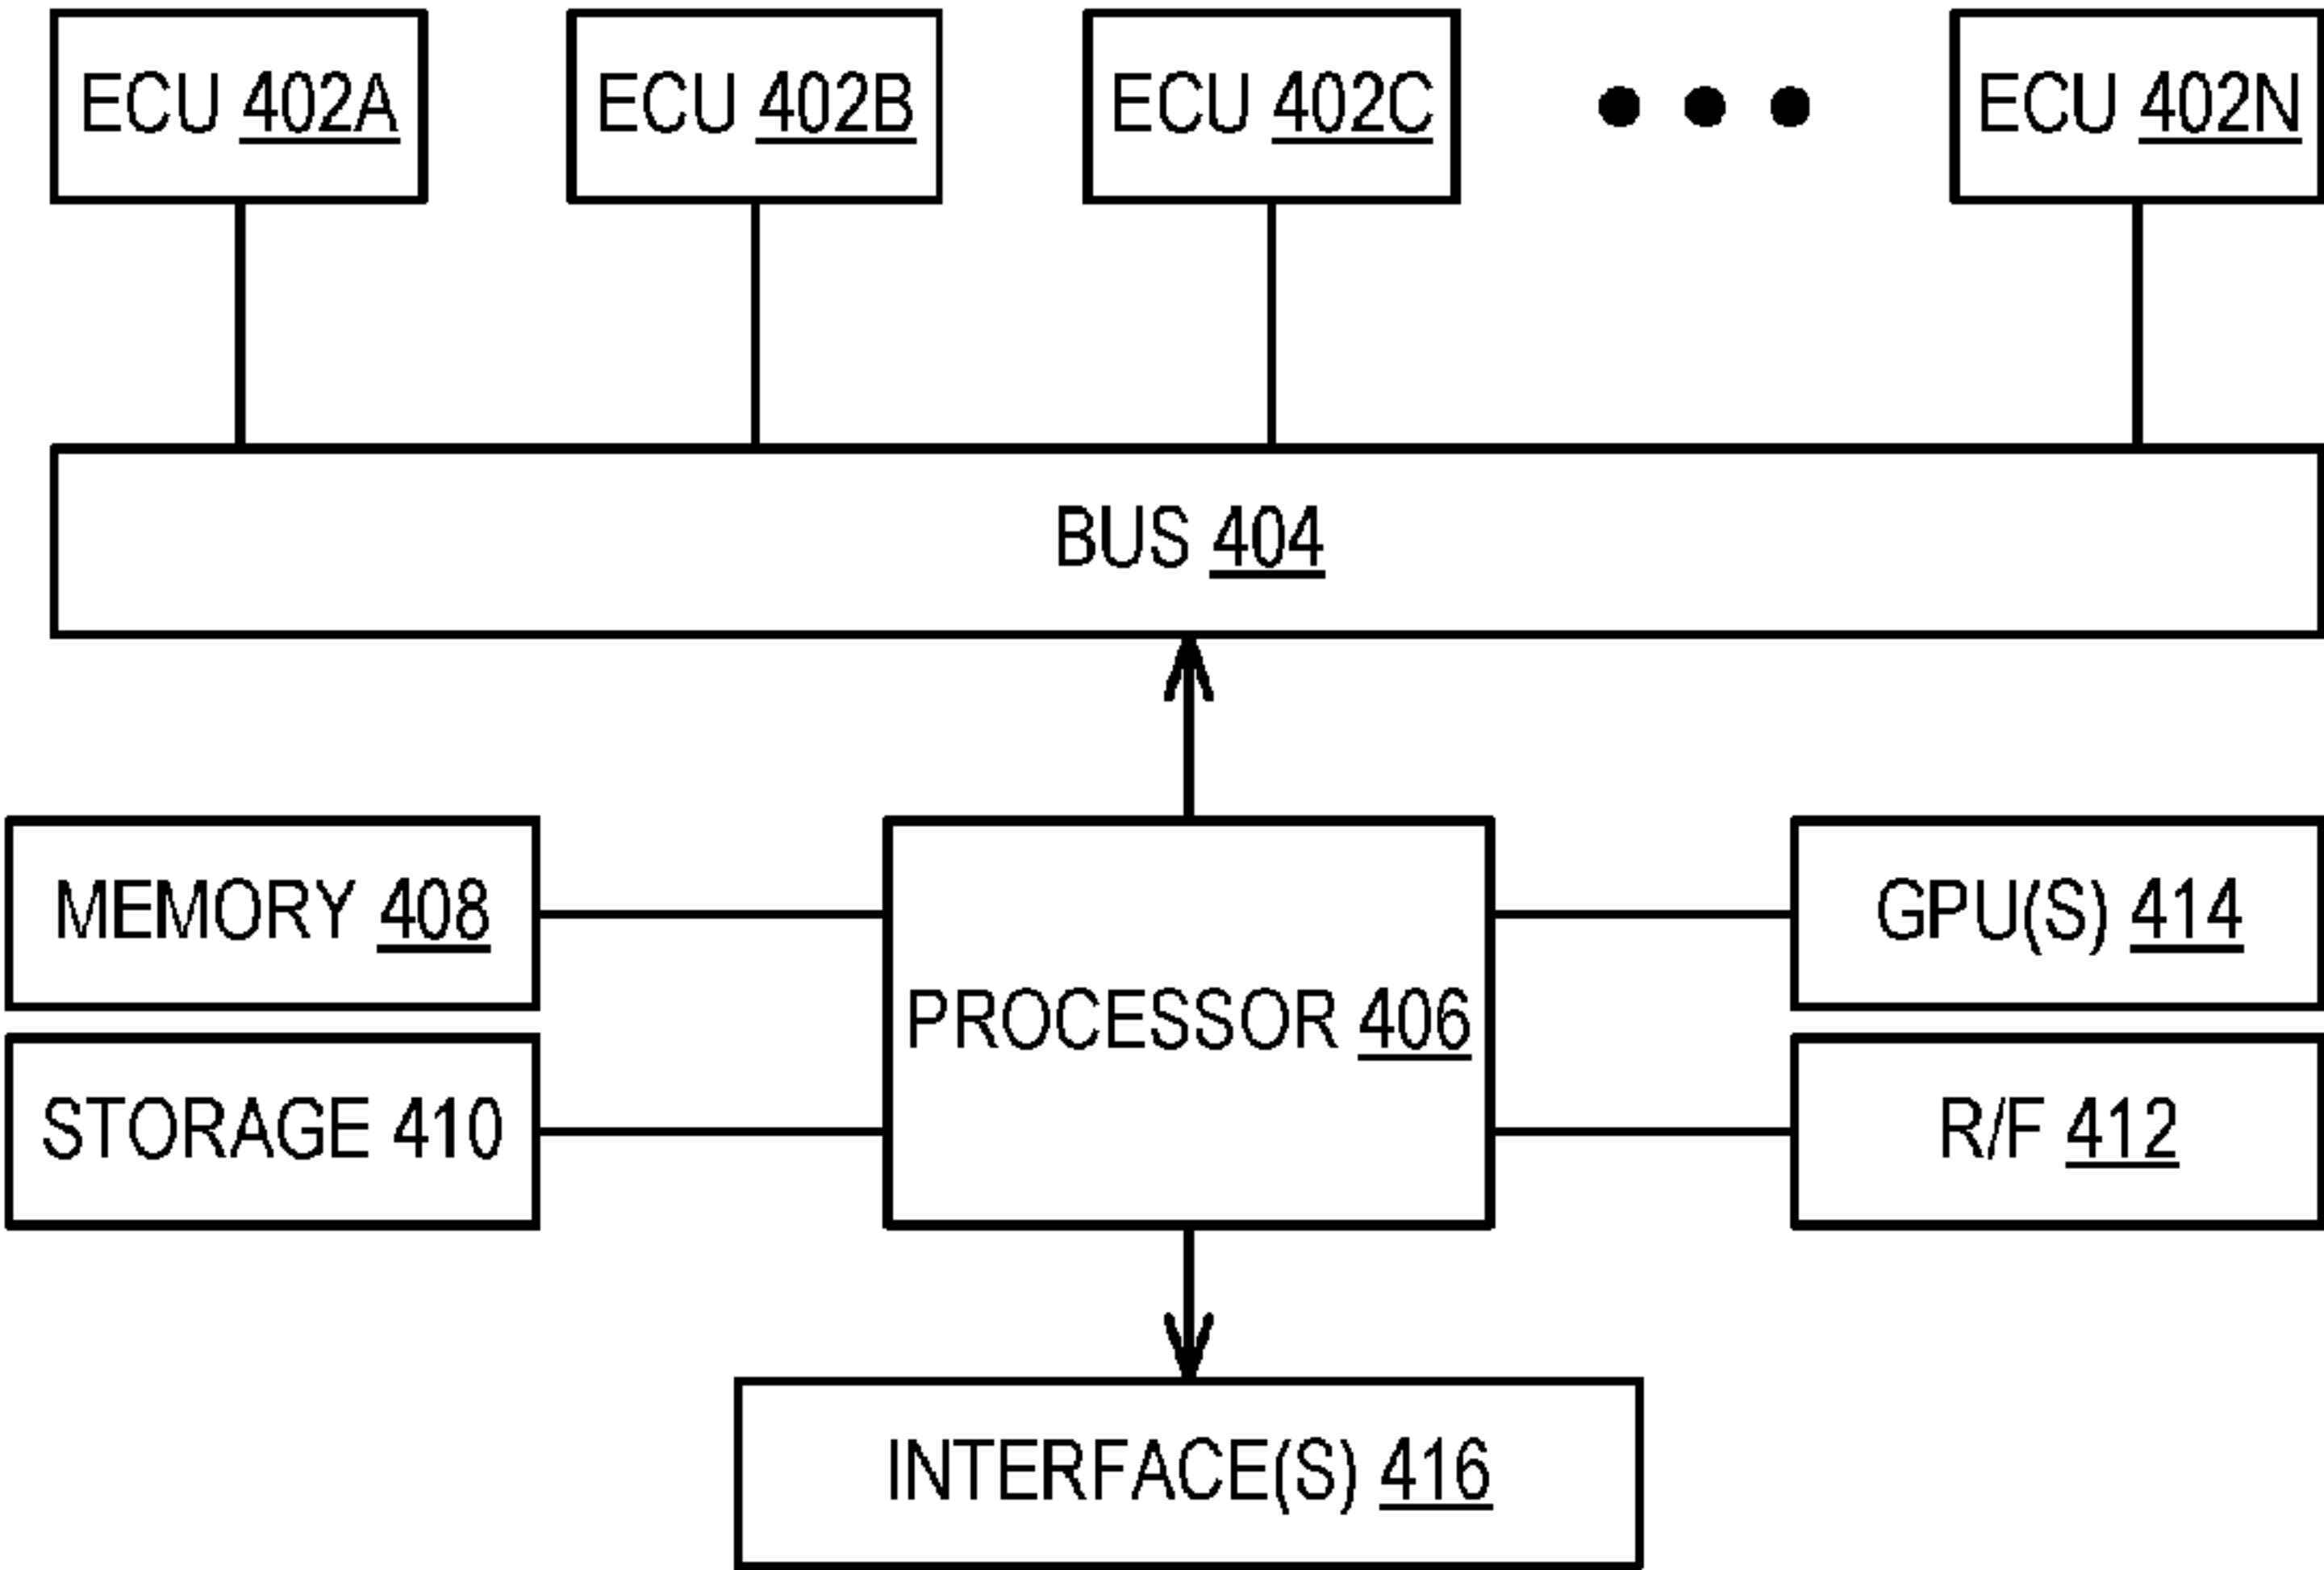 ECU 402A
ECU 402B
ECU 402C
ECU 402N
BUS 404
MEMORY 408
PROCESSOR 406
GPU(S) 414
STORAGE 410
R/F 412
INTERFACE(S) 416